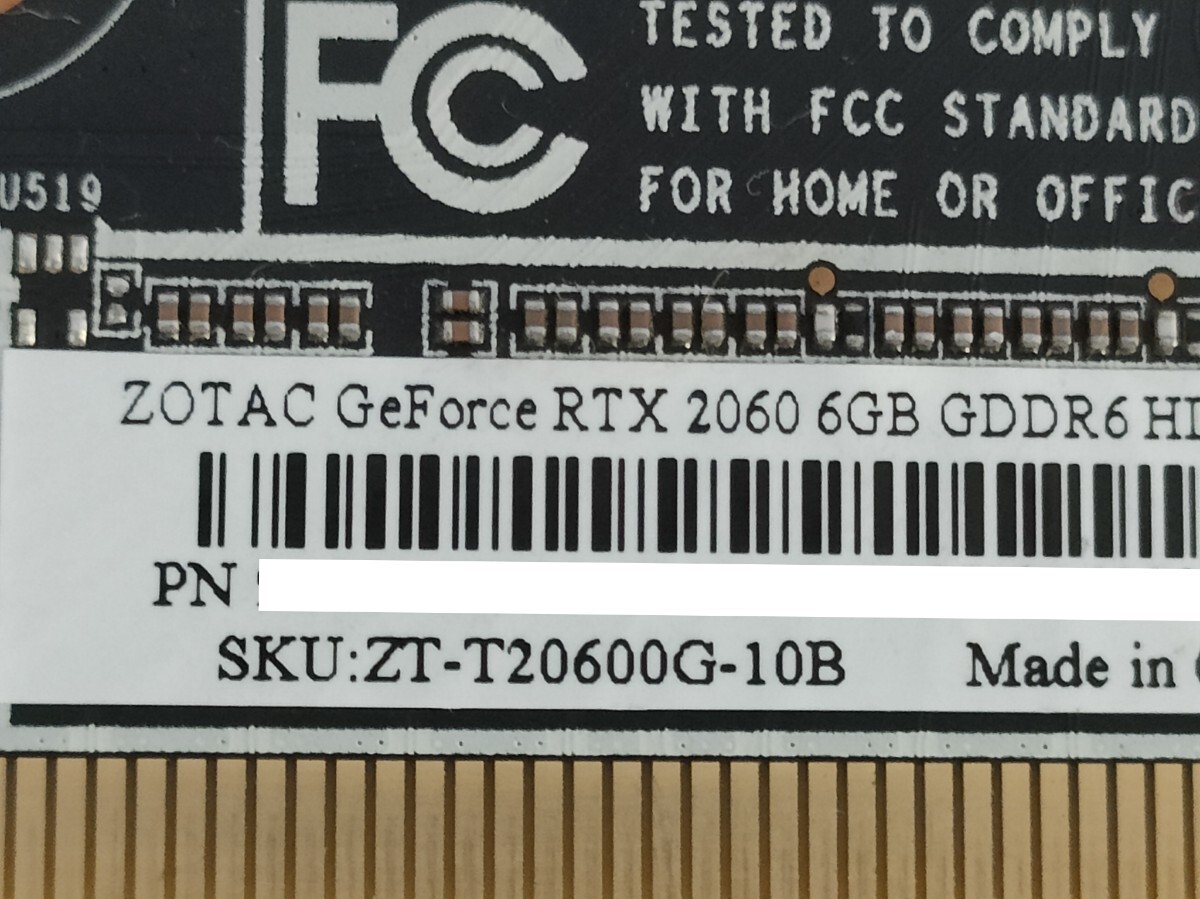 FC
TESTED TO COMPLY
WITH FCC STANDARD
FOR HOME OR OFFIC
U519
ZOTAC GeForce RTX 2060 6GB GDDR6 HD
PN
SKU:ZT-T20600G-10B Made in